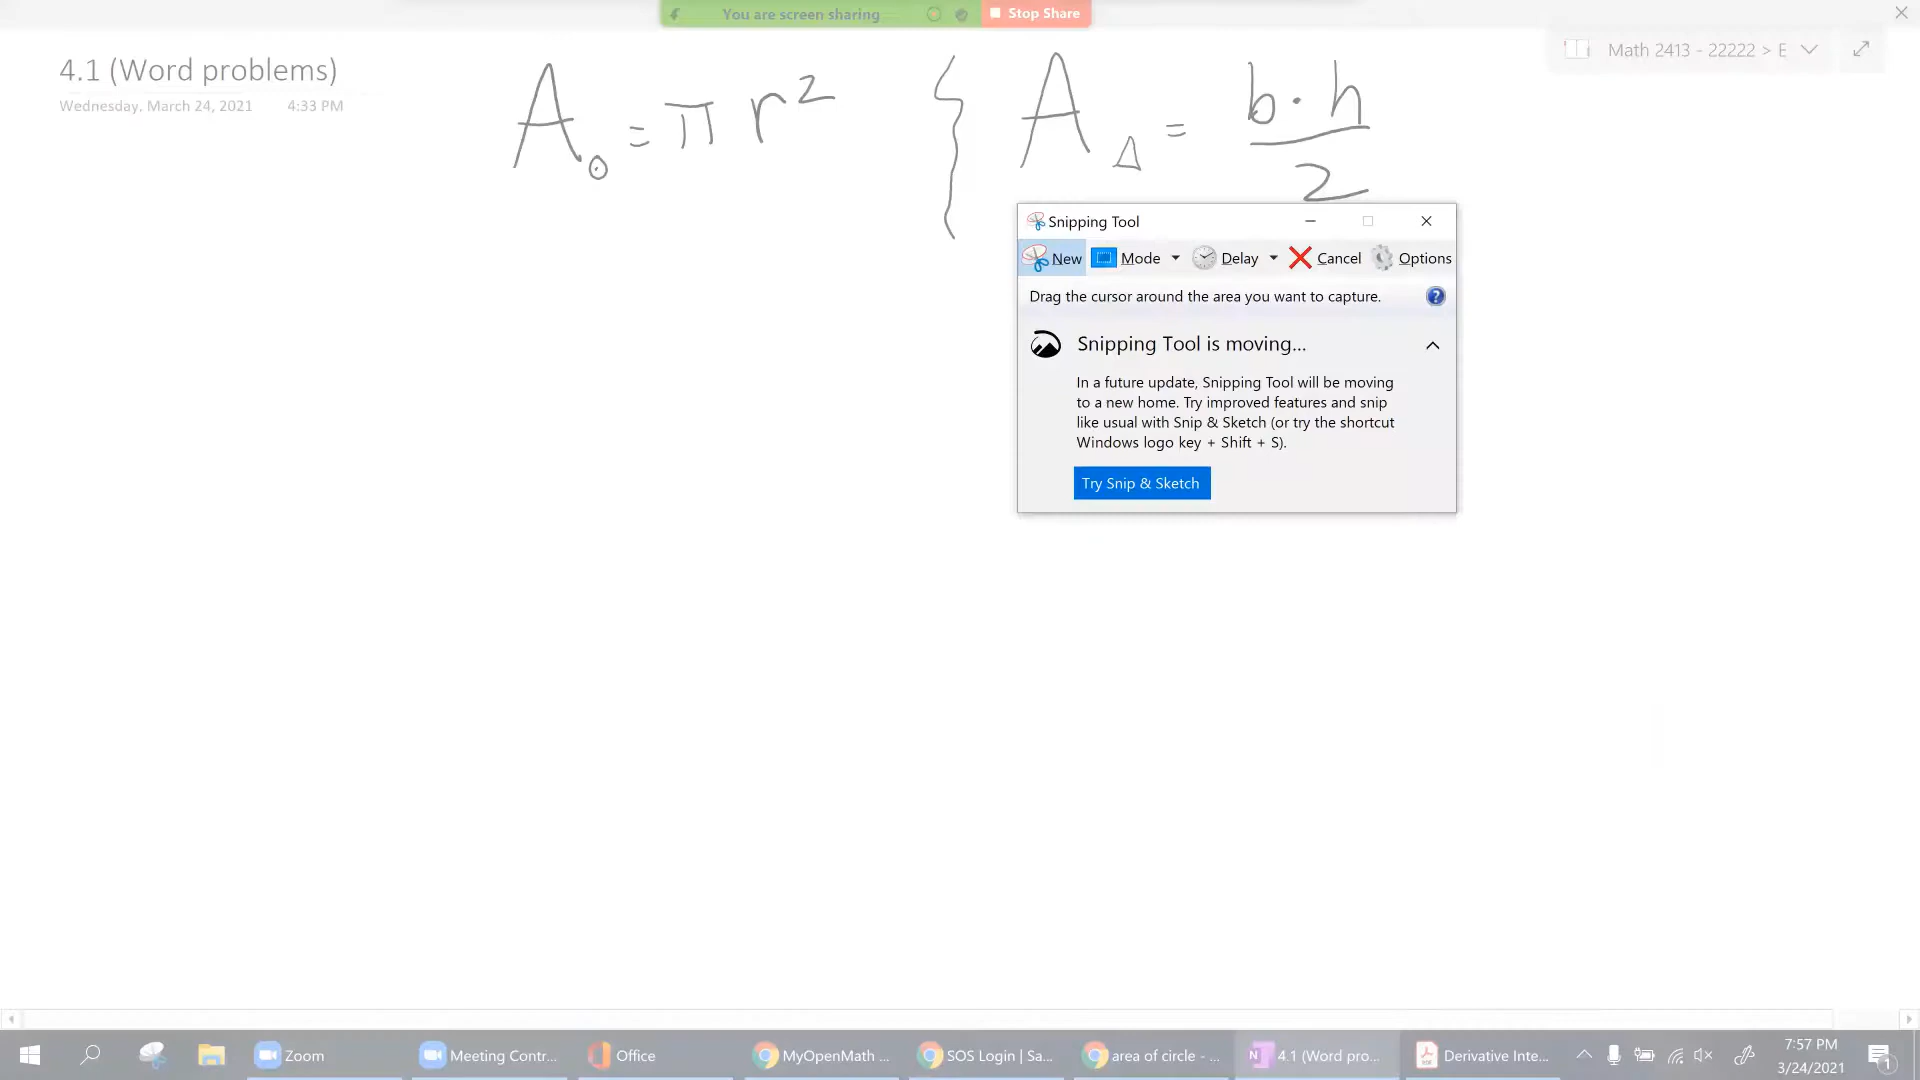 You are screen sharing
Stop Share
4.1 (Word problems)
Wednesday, March 24, 2021 4:33 PM
Math 2413 - 22222 > E
A⊙ = π r²
A△ = b·h / 2
Snipping Tool
New Mode Delay Cancel Options
Drag the cursor around the area you want to capture.
Snipping Tool is moving...
In a future update, Snipping Tool will be moving
to a new home. Try improved features and snip
like usual with Snip & Sketch (or try the shortcut
Windows logo key + Shift + S).
Try Snip & Sketch
Zoom
Meeting Contr...
Office
MyOpenMath ...
SOS Login | Sa...
area of circle - ...
4.1 (Word pro...
Derivative Inte...
7:57 PM
3/24/2021
1